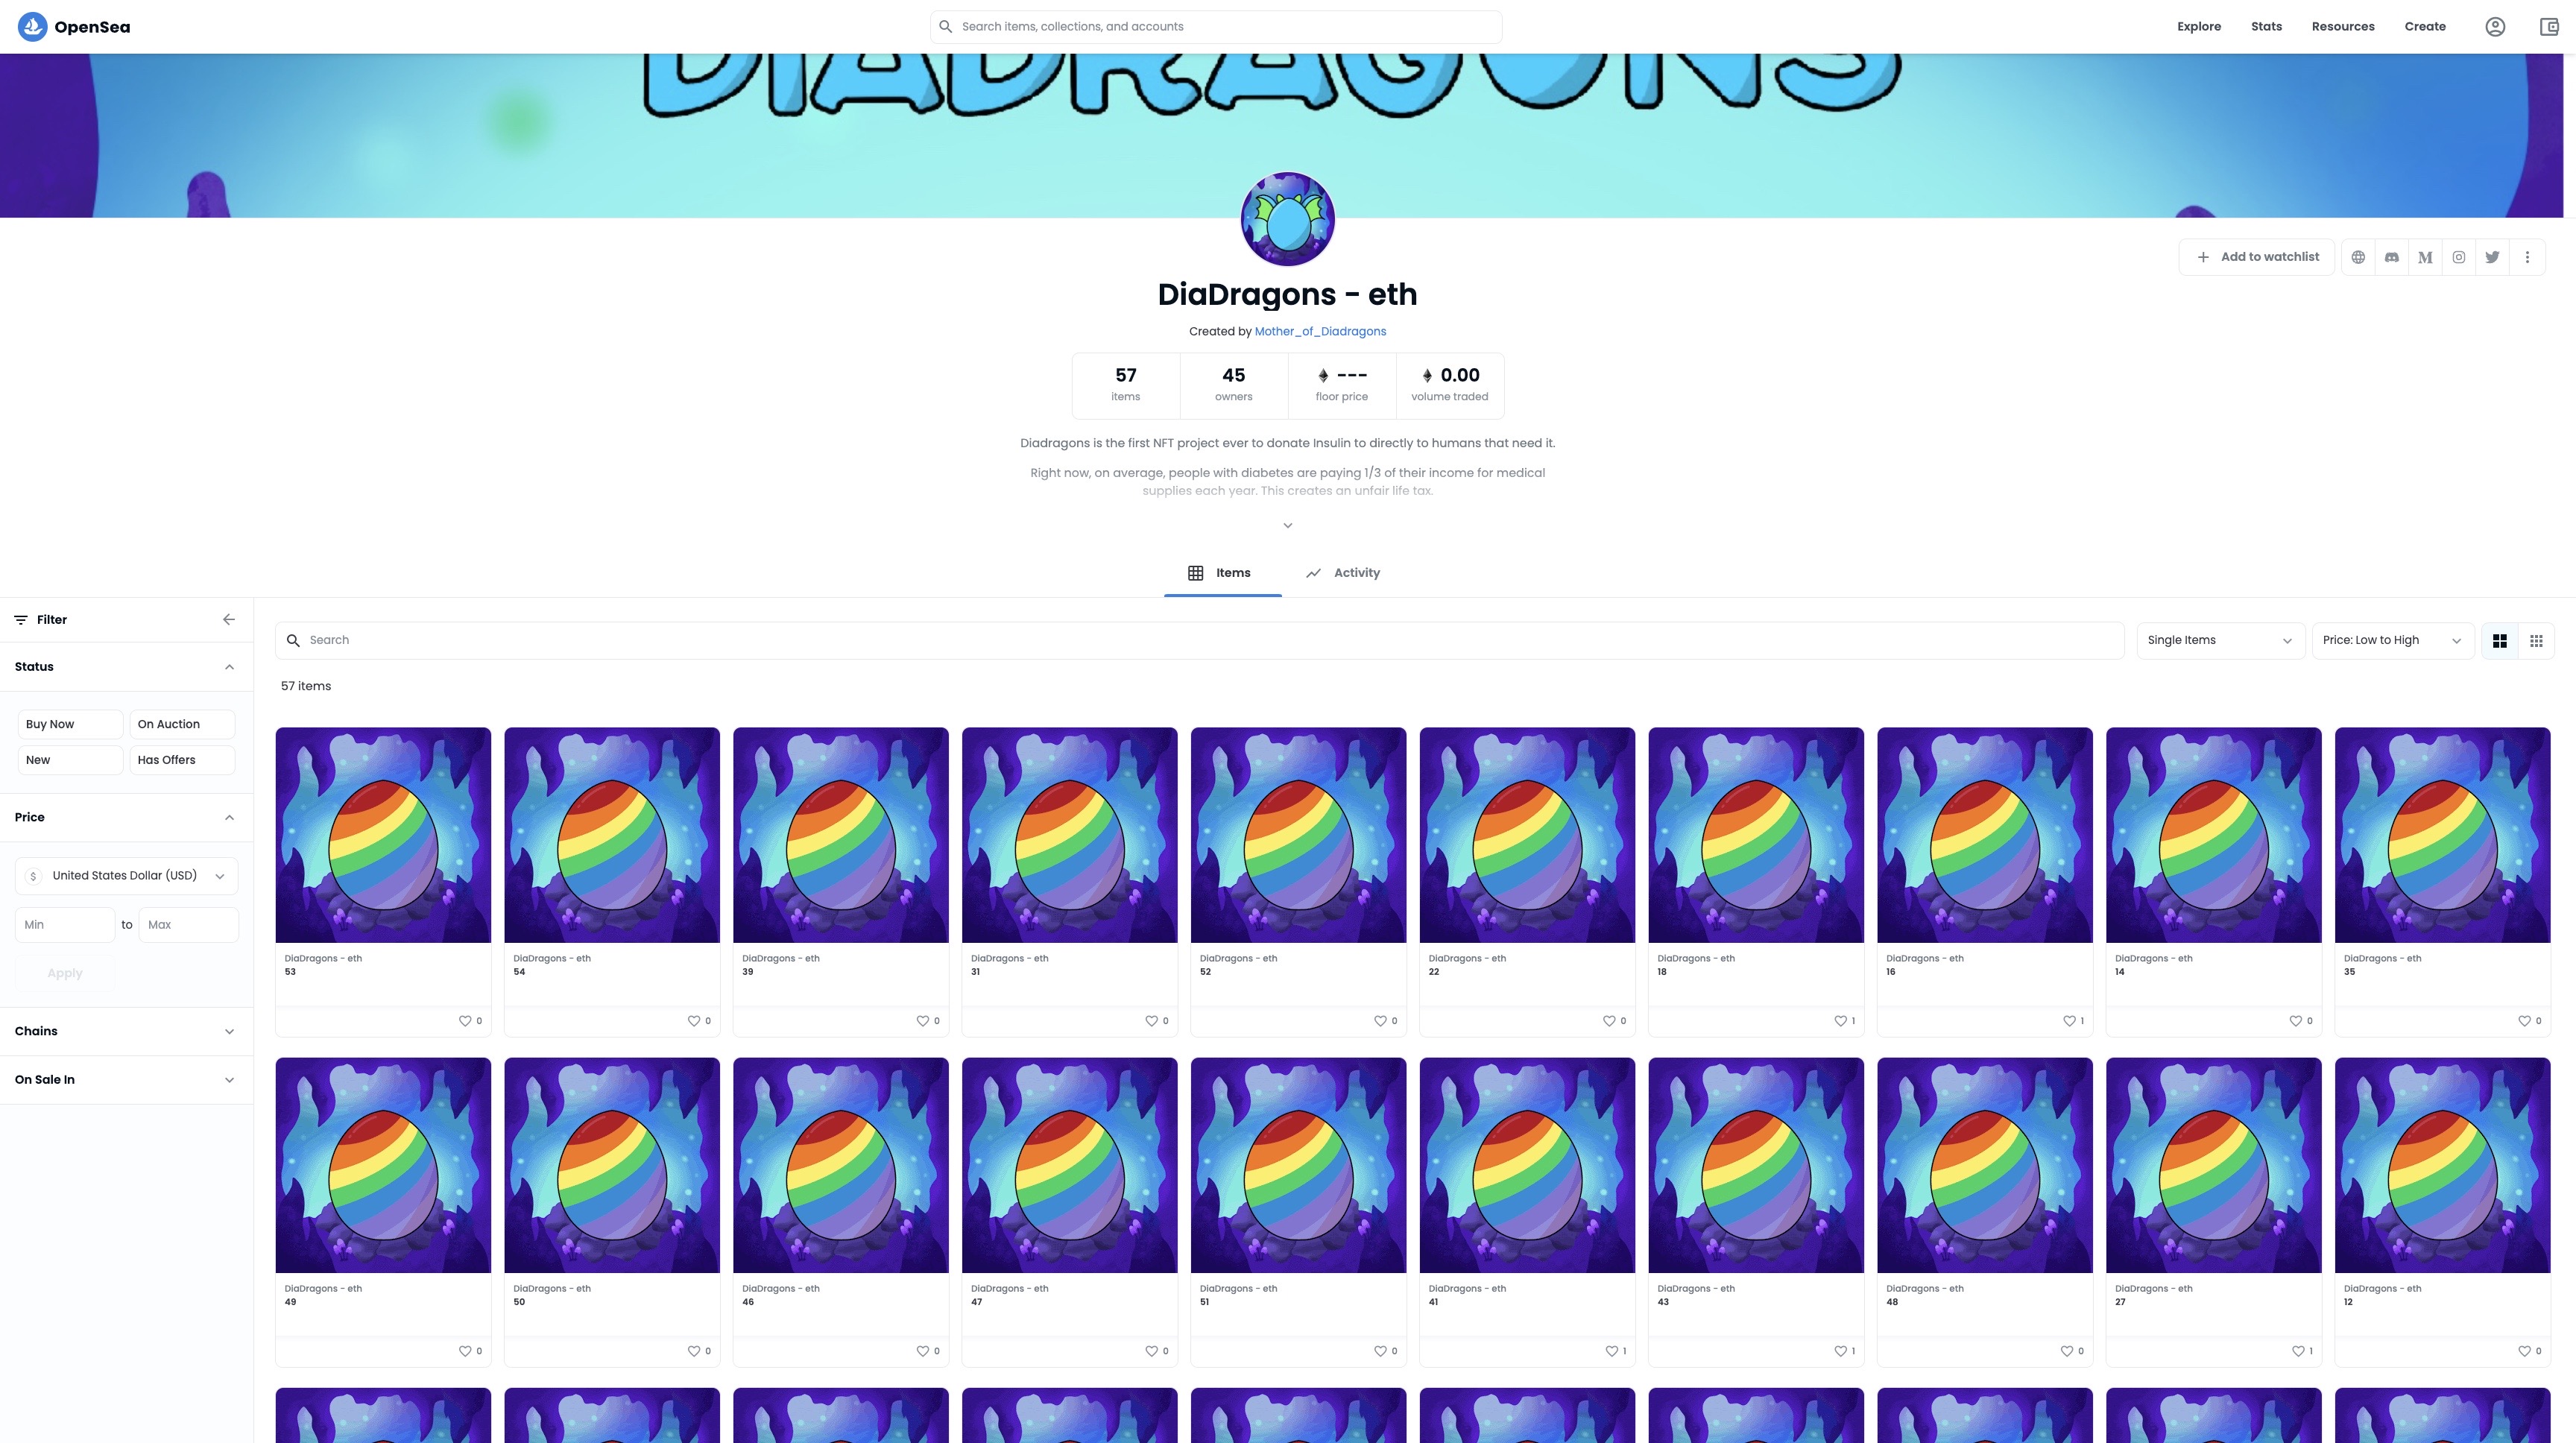 OpenSea
Search items, collections, and accounts
Explore
Stats
Resources
Create
DIADRAGONS
Add to watchlist
DiaDragons - eth
Created by Mother_of_Diadragons
57
items
45
owners
---
floor price
0.00
volume traded
Diadragons is the first NFT project ever to donate Insulin to directly to humans that need it.
Right now, on average, people with diabetes are paying 1/3 of their income for medical
supplies each year. This creates an unfair life tax.
Items
Activity
Filter
Status
Buy Now
On Auction
New
Has Offers
Price
$ United States Dollar (USD)
Min to Max
Apply
Chains
On Sale In
Search
Single Items
Price: Low to High
57 items
DiaDragons - eth
53
0
DiaDragons - eth
54
0
DiaDragons - eth
39
0
DiaDragons - eth
31
0
DiaDragons - eth
52
0
DiaDragons - eth
22
0
DiaDragons - eth
18
1
DiaDragons - eth
16
1
DiaDragons - eth
14
0
DiaDragons - eth
35
0
DiaDragons - eth
49
0
DiaDragons - eth
50
0
DiaDragons - eth
46
0
DiaDragons - eth
47
0
DiaDragons - eth
51
0
DiaDragons - eth
41
1
DiaDragons - eth
43
1
DiaDragons - eth
48
0
DiaDragons - eth
27
1
DiaDragons - eth
12
0